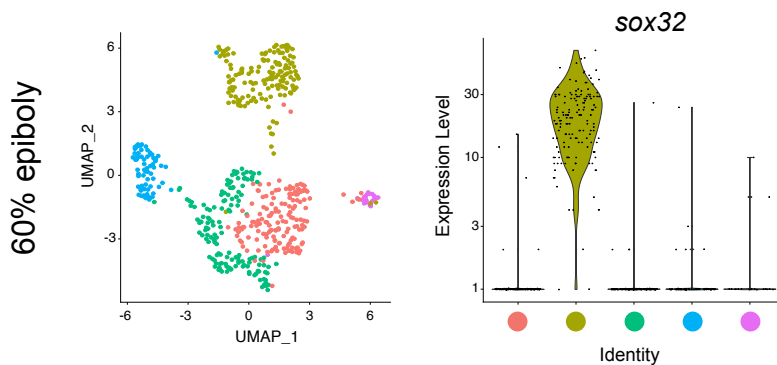 60% epiboly
UMAP_2
6
3
0
-3
-6
-3
0
3
6
UMAP_1
sox32
Expression Level
30
10
3
1
Identity